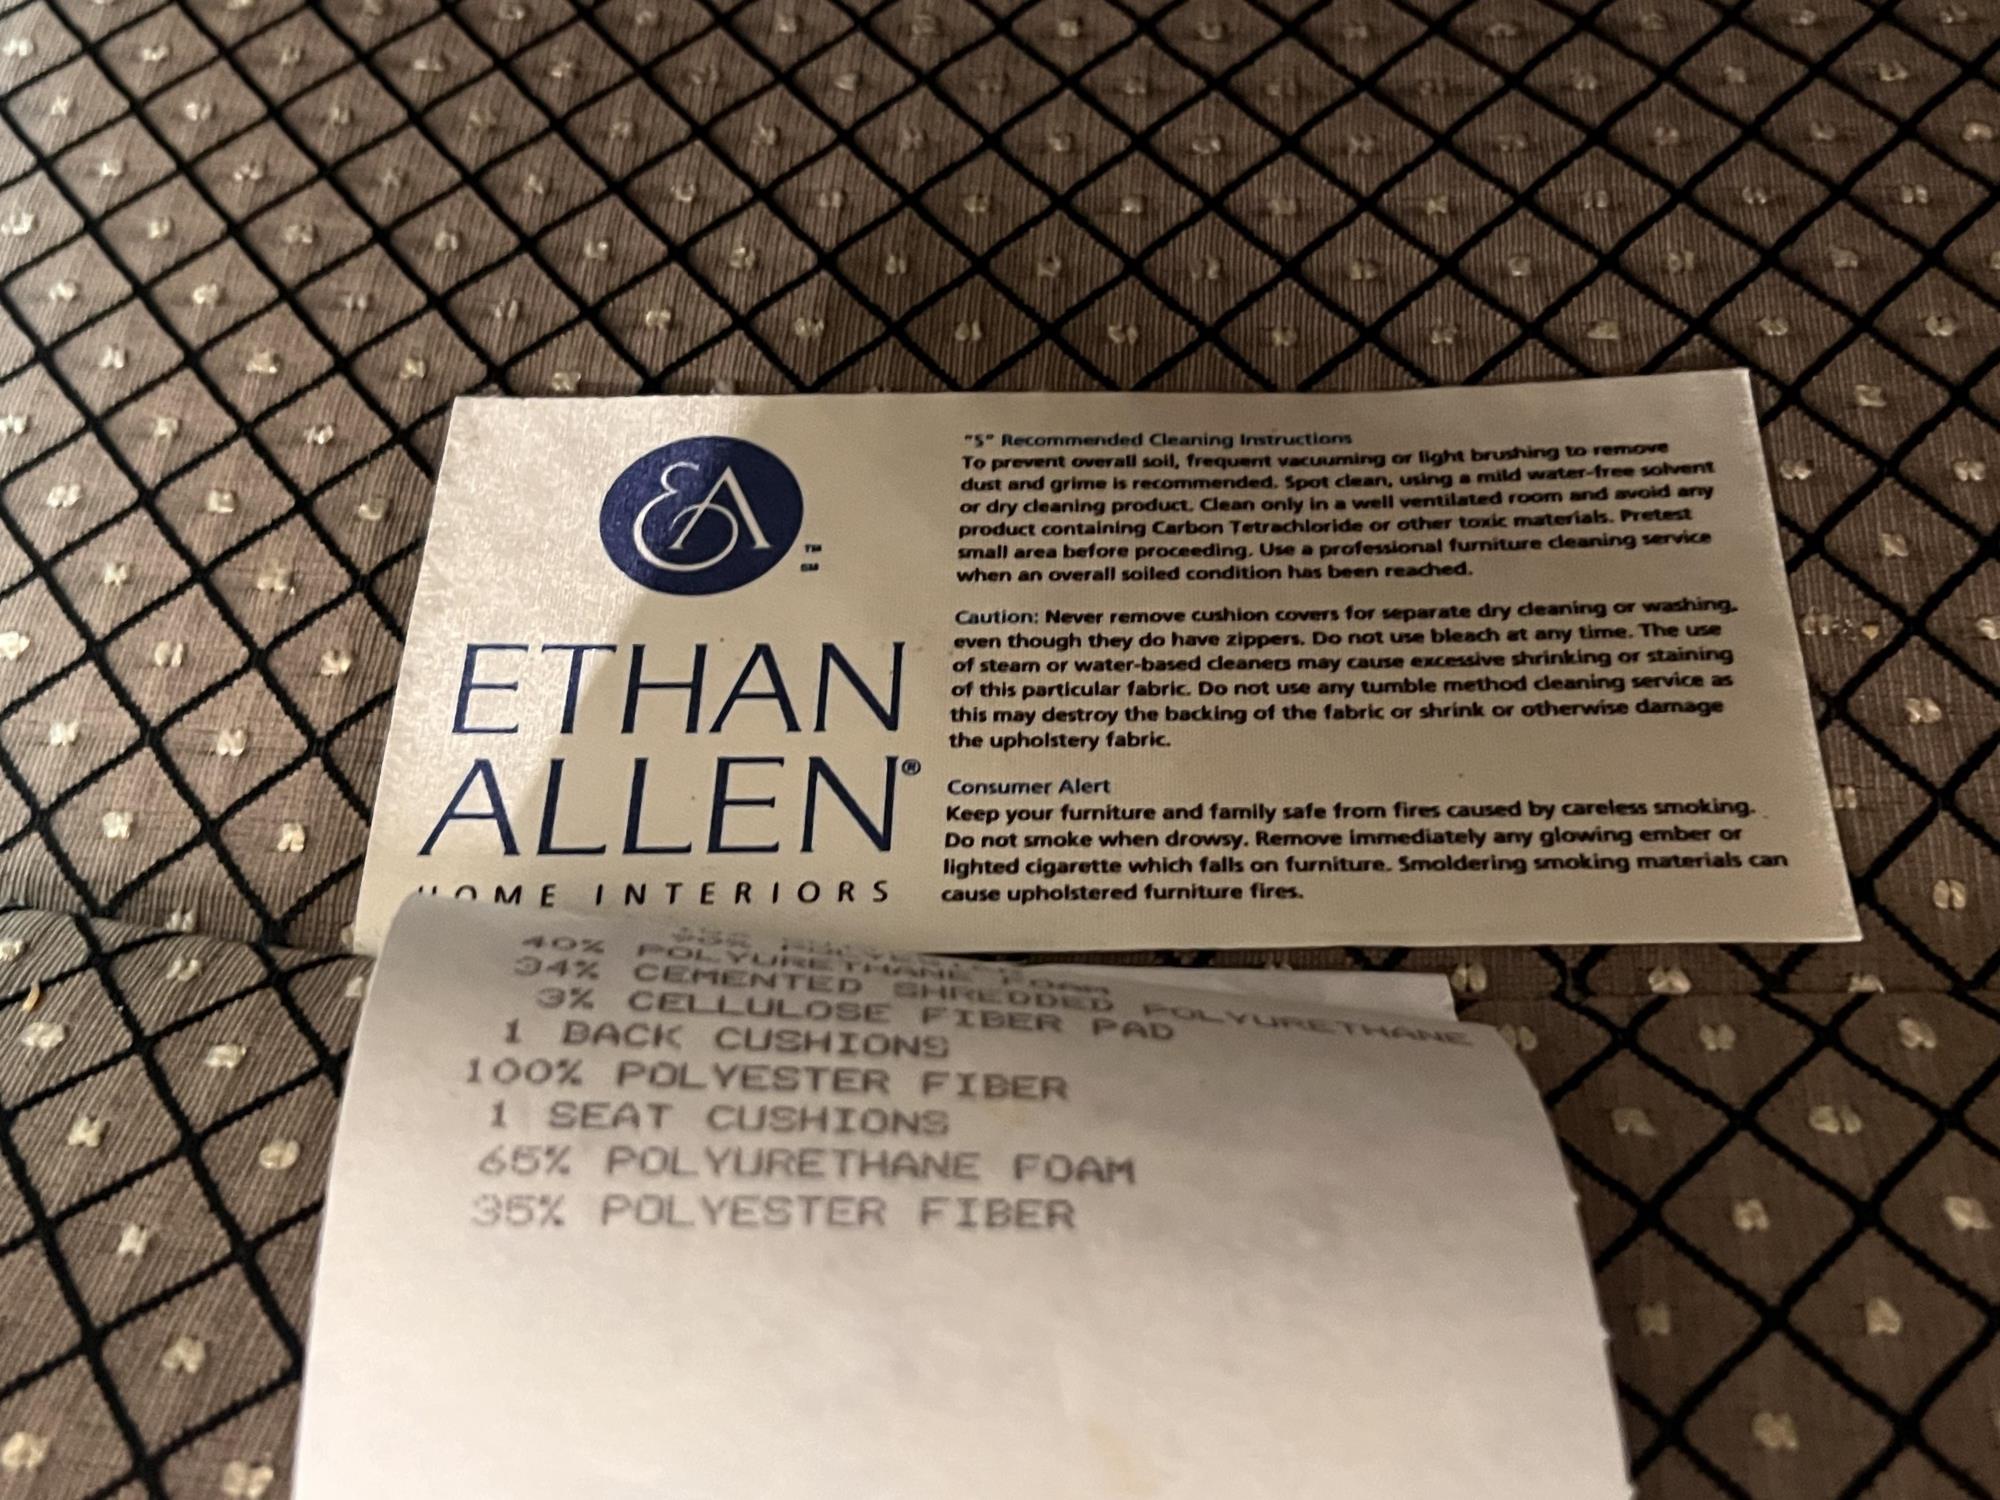 EA
™
SM
ETHAN
ALLEN®
HOME INTERIORS
"S" Recommended Cleaning Instructions
To prevent overall soil, frequent vacuuming or light brushing to remove
dust and grime is recommended. Spot clean, using a mild water-free solvent
or dry cleaning product. Clean only in a well ventilated room and avoid any
product containing Carbon Tetrachloride or other toxic materials. Pretest
small area before proceeding. Use a professional furniture cleaning service
when an overall soiled condition has been reached.
Caution: Never remove cushion covers for separate dry cleaning or washing,
even though they do have zippers. Do not use bleach at any time. The use
of steam or water-based cleaners may cause excessive shrinking or staining
of this particular fabric. Do not use any tumble method cleaning service as
this may destroy the backing of the fabric or shrink or otherwise damage
the upholstery fabric.
Consumer Alert
Keep your furniture and family safe from fires caused by careless smoking.
Do not smoke when drowsy. Remove immediately any glowing ember or
lighted cigarette which falls on furniture. Smoldering smoking materials can
cause upholstered furniture fires.
40% POLYURETHANE FOAM
34% CEMENTED SHREDDED POLYURETHANE
3% CELLULOSE FIBER PAD
1 BACK CUSHIONS
100% POLYESTER FIBER
1 SEAT CUSHIONS
65% POLYURETHANE FOAM
35% POLYESTER FIBER